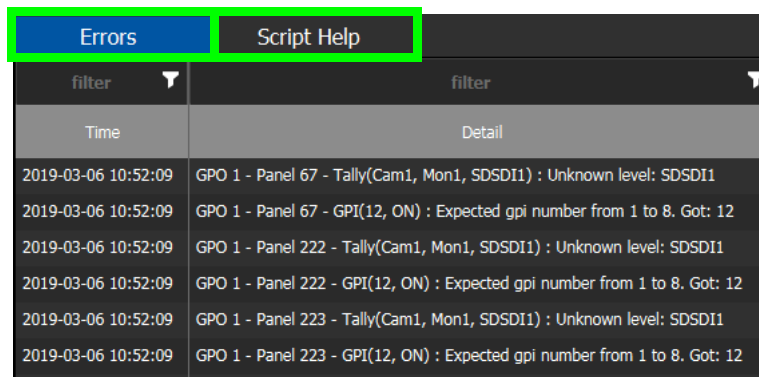 Errors Script Help
filter filter
Time Detail
2019-03-06 10:52:09 GPO 1 - Panel 67 - Tally(Cam1, Mon1, SDSDI1) : Unknown level: SDSDI1
2019-03-06 10:52:09 GPO 1 - Panel 67 - GPI(12, ON) : Expected gpi number from 1 to 8. Got: 12
2019-03-06 10:52:09 GPO 1 - Panel 222 - Tally(Cam1, Mon1, SDSDI1) : Unknown level: SDSDI1
2019-03-06 10:52:09 GPO 1 - Panel 222 - GPI(12, ON) : Expected gpi number from 1 to 8. Got: 12
2019-03-06 10:52:09 GPO 1 - Panel 223 - Tally(Cam1, Mon1, SDSDI1) : Unknown level: SDSDI1
2019-03-06 10:52:09 GPO 1 - Panel 223 - GPI(12, ON) : Expected gpi number from 1 to 8. Got: 12